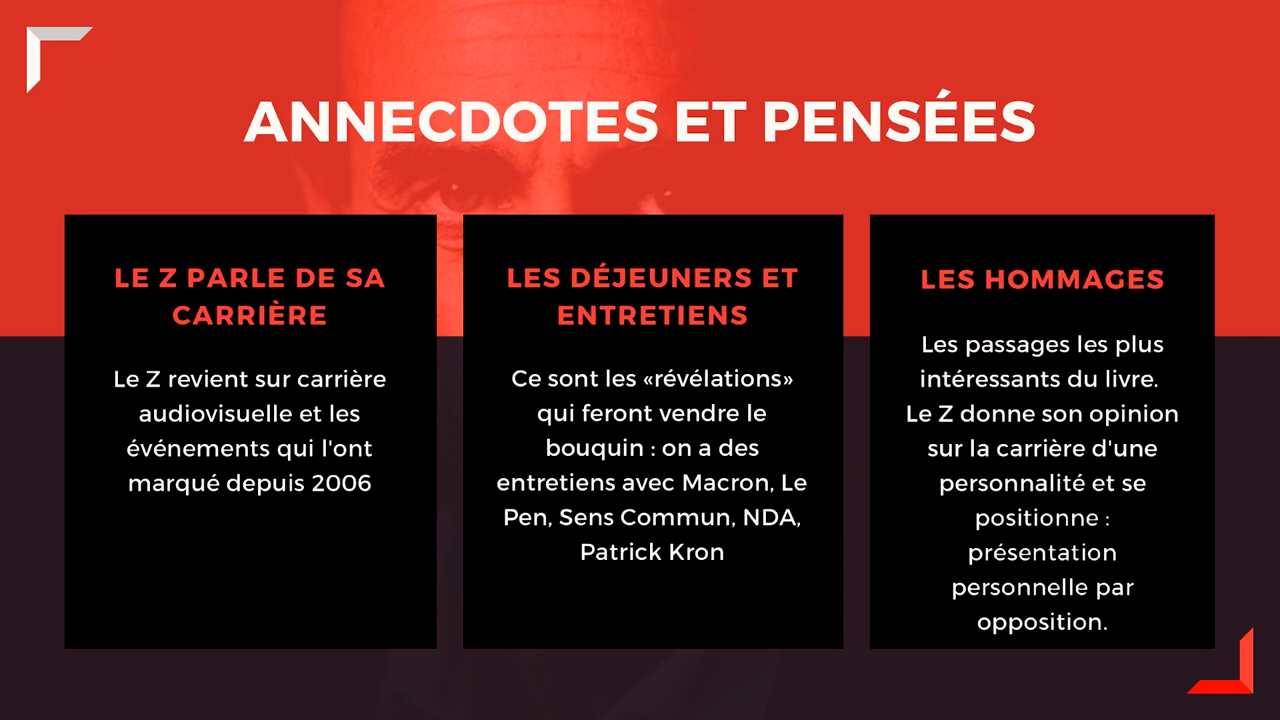 ANNECDOTES ET PENSÉES
LE Z PARLE DE SA
CARRIÈRE
Le Z revient sur carrière
audiovisuelle et les
événements qui l'ont
marqué depuis 2006
LES DÉJEUNERS ET
ENTRETIENS
Ce sont les «révélations»
qui feront vendre le
bouquin : on a des
entretiens avec Macron, Le
Pen, Sens Commun, NDA,
Patrick Kron
LES HOMMAGES
Les passages les plus
intéressants du livre.
Le Z donne son opinion
sur la carrière d'une
personnalité et se
positionne :
présentation
personnelle par
opposition.